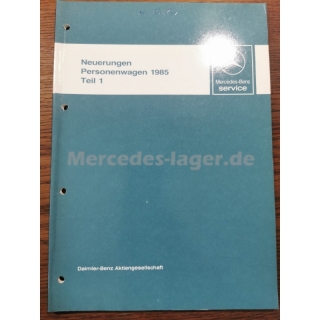 Neuerungen
Personenwagen 1985
Teil 1
Mercedes-Benz
service
Mercedes-lager.de
Daimler-Benz Aktiengesellschaft